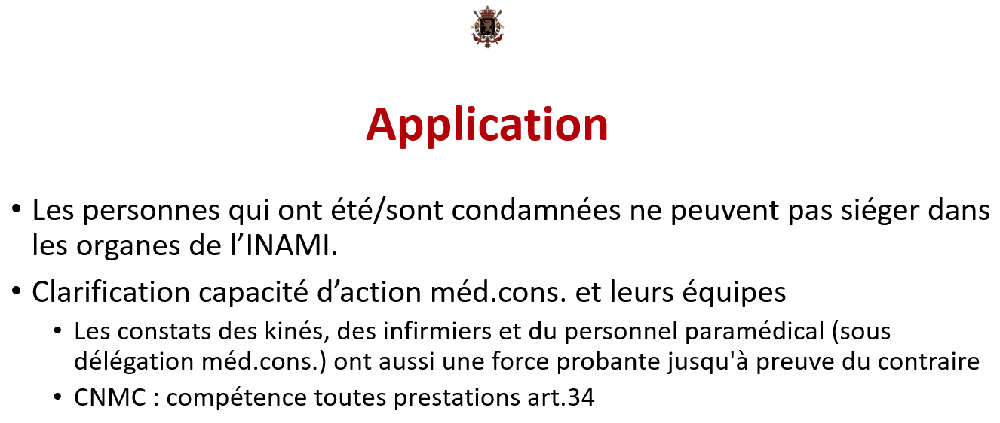 Application
• Les personnes qui ont été/sont condamnées ne peuvent pas siéger dans
les organes de l’INAMI.
• Clarification capacité d’action méd.cons. et leurs équipes
• Les constats des kinés, des infirmiers et du personnel paramédical (sous
délégation méd.cons.) ont aussi une force probante jusqu'à preuve du contraire
• CNMC : compétence toutes prestations art.34